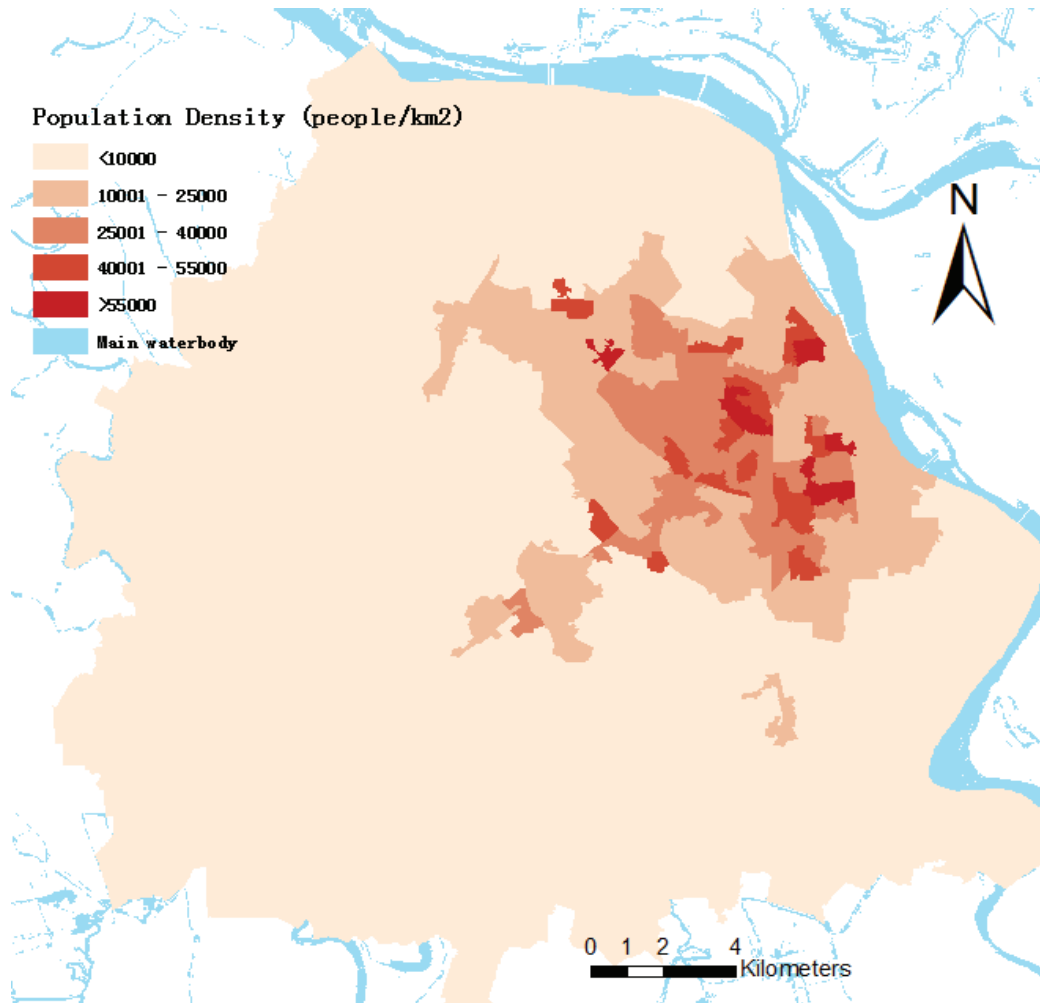 Population Density (people/km2)
<10000
10001 - 25000
25001 - 40000
40001 - 55000
>55000
Main waterbody
N
0 1 2 4
Kilometers